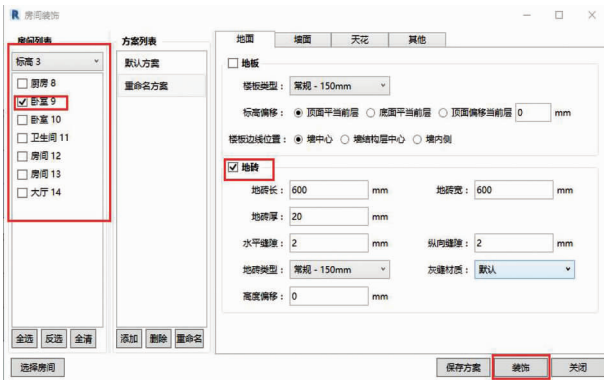 R 房间装饰
房间列表
方案列表
地面 墙面 天花 其他
标高 3
厨房 8
卧室 9
卧室 10
卫生间 11
房间 12
房间 13
大厅 14
全选 反选 全清
选择房间
默认方案
重命名方案
添加 删除 重命名
地板
楼板类型： 常规 - 150mm
标高偏移： 顶面平当前层 底面平当前层 顶面偏移当前层 0 mm
楼板边线位置： 墙中心 墙结构层中心 墙内侧
地砖
地砖长： 600 mm 地砖宽： 600 mm
地砖厚： 20 mm
水平缝隙： 2 mm 纵向缝隙： 2 mm
地砖类型： 常规 - 150mm 灰缝材质： 默认
高度偏移： 0 mm
保存方案 装饰 关闭